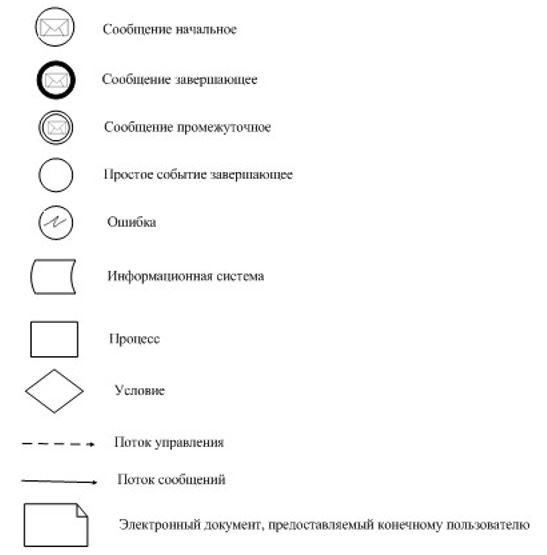 Сообщение начальное
Сообщение завершающее
Сообщение промежуточное
Простое событие завершающее
Ошибка
Информационная система
Процесс
Условие
Поток управления
Поток сообщений
Электронный документ, предоставляемый конечному пользователю